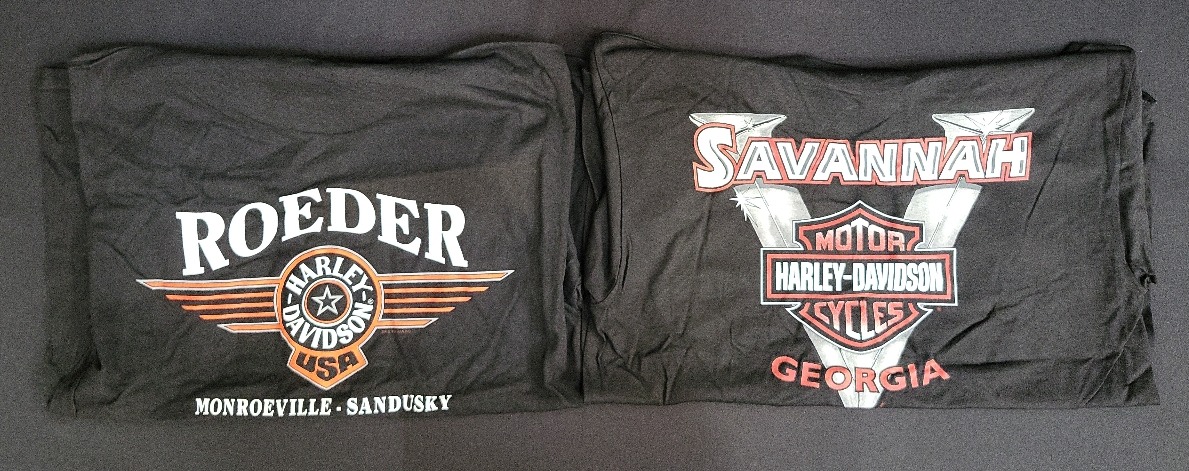 ROEDER
HARLEY-
DAVIDSON®
USA
MONROEVILLE - SANDUSKY
SAVANNAH
MOTOR
HARLEY-DAVIDSON
CYCLES
GEORGIA